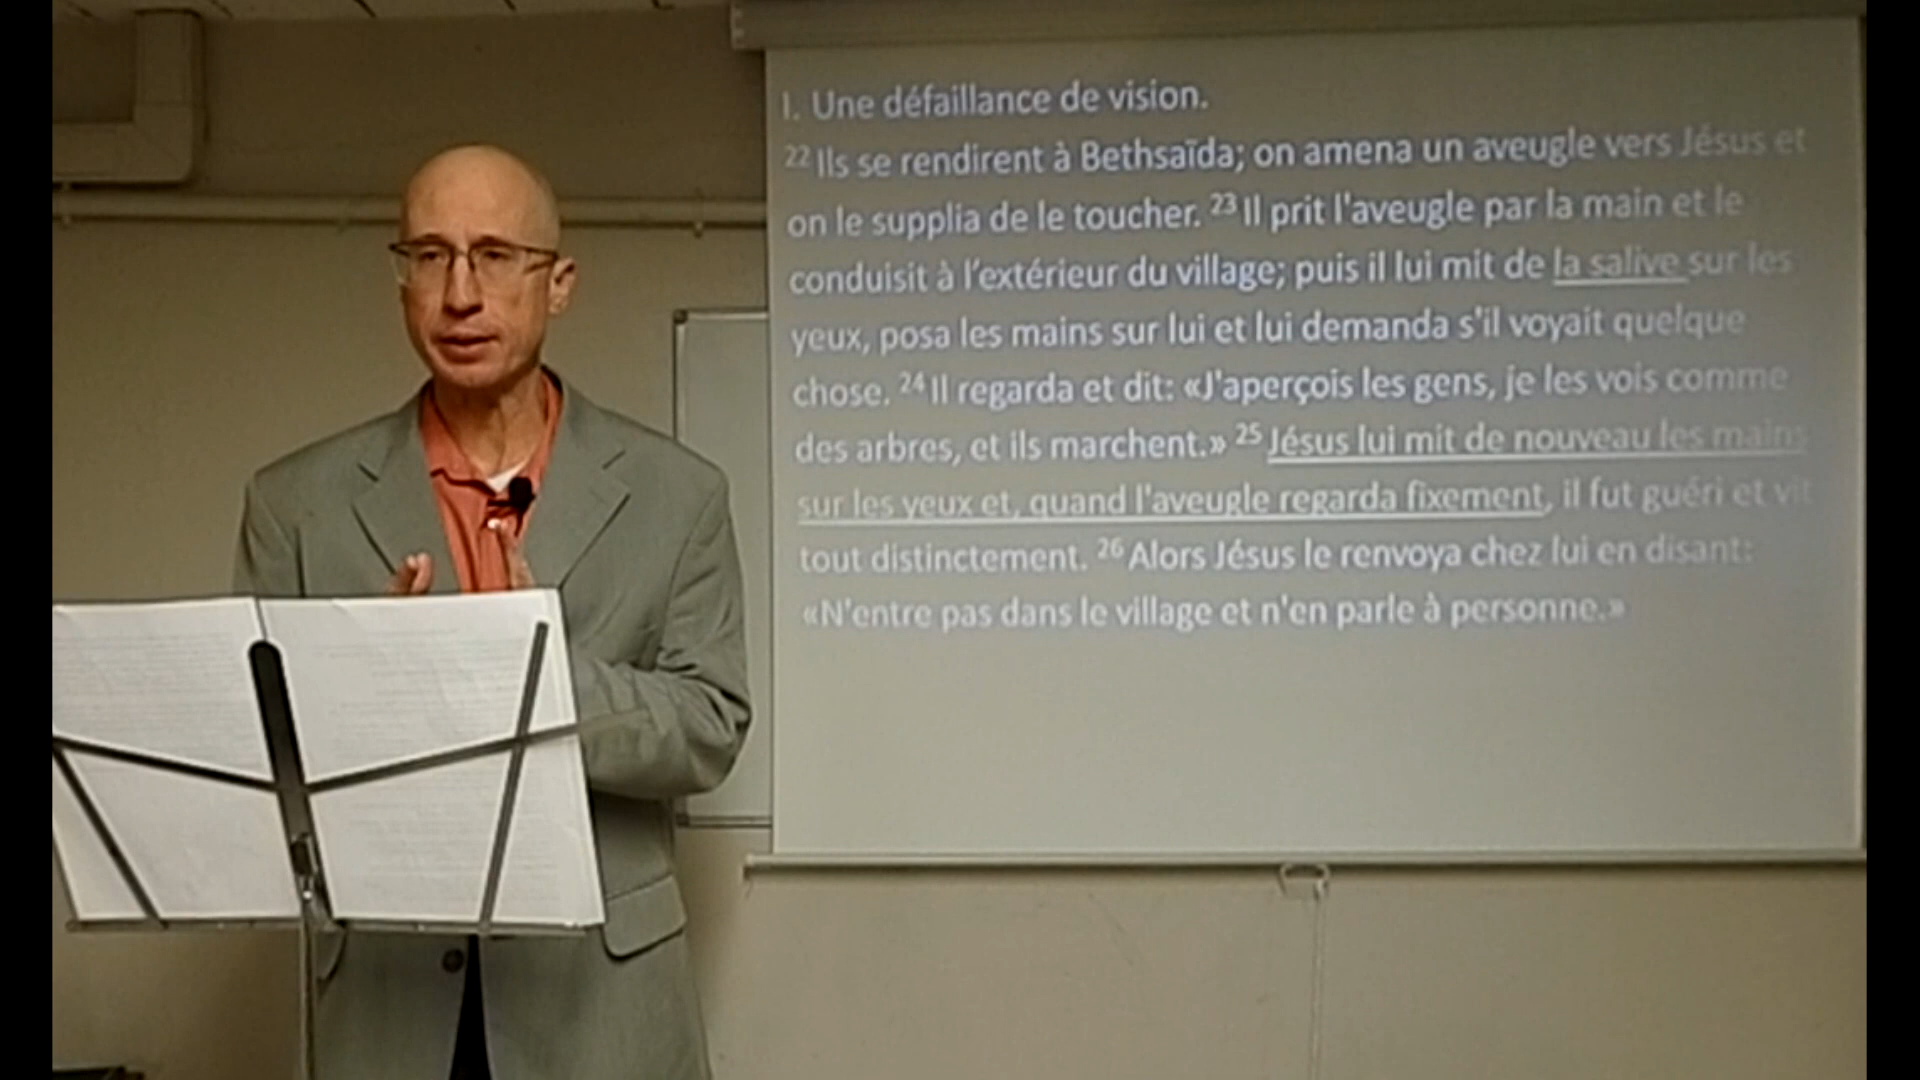 I. Une défaillance de vision.
22 Ils se rendirent à Bethsaïda; on amena un aveugle vers Jésus et
on le supplia de le toucher. 23 Il prit l'aveugle par la main et le
conduisit à l’extérieur du village; puis il lui mit de la salive sur les
yeux, posa les mains sur lui et lui demanda s'il voyait quelque
chose. 24 Il regarda et dit: «J'aperçois les gens, je les vois comme
des arbres, et ils marchent.» 25 Jésus lui mit de nouveau les mains
sur les yeux et, quand l'aveugle regarda fixement, il fut guéri et vit
tout distinctement. 26 Alors Jésus le renvoya chez lui en disant:
«N'entre pas dans le village et n'en parle à personne.»